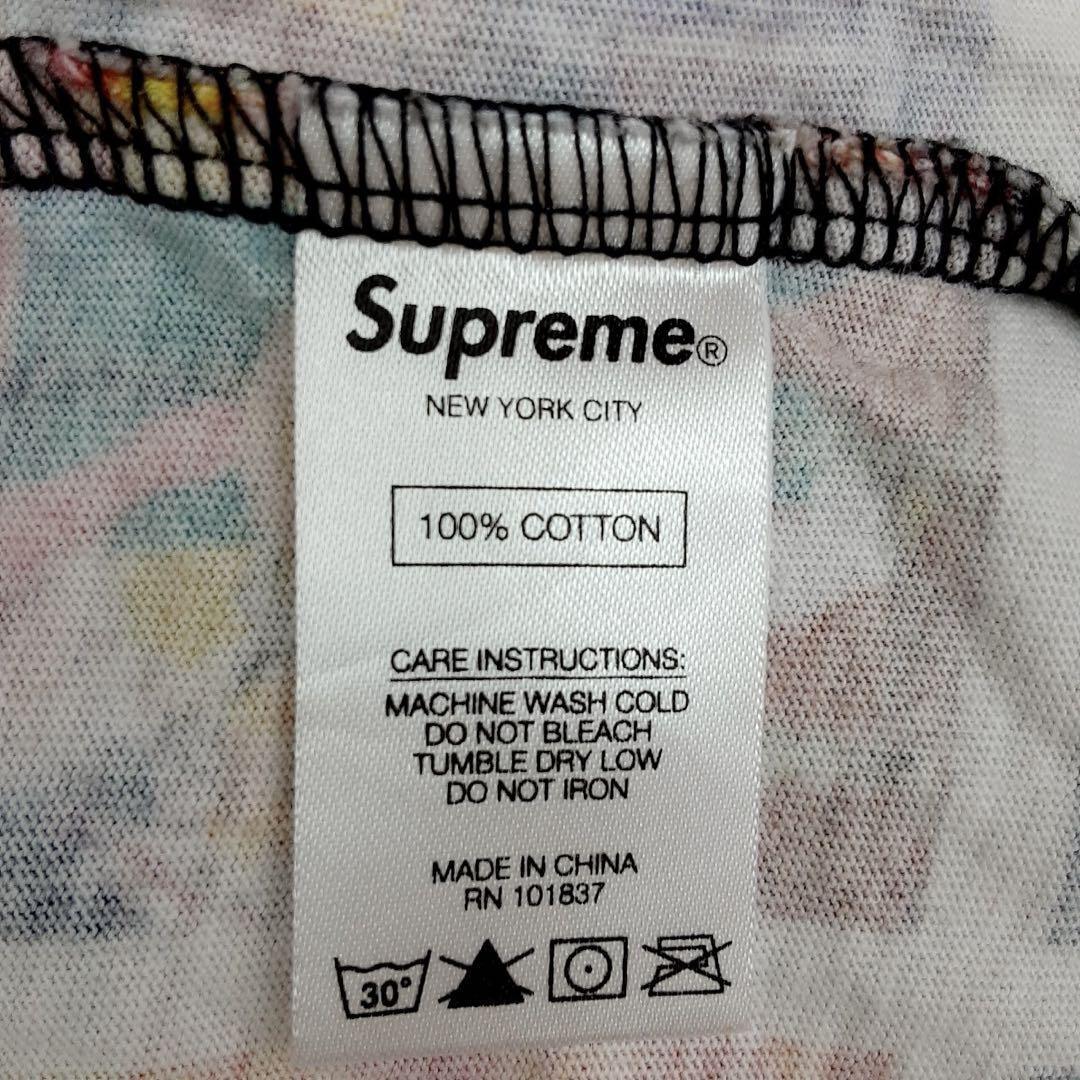 Supreme®
NEW YORK CITY
100% COTTON
CARE INSTRUCTIONS:
MACHINE WASH COLD
DO NOT BLEACH
TUMBLE DRY LOW
DO NOT IRON
MADE IN CHINA
RN 101837
30°